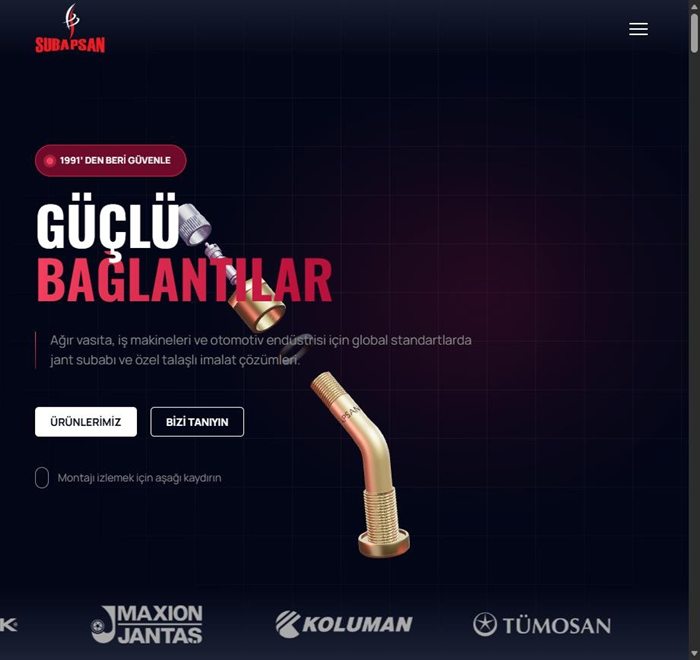 SUBAPSAN
1991' DEN BERİ GÜVENLE
GÜÇLÜ
BAĞLANTILAR
Ağır vasıta, iş makineleri ve otomotiv endüstrisi için global standartlarda
jant subabı ve özel talaşlı imalat çözümleri.
ÜRÜNLERİMİZ
BİZİ TANIYIN
Montajı izlemek için aşağı kaydırın
MAXION
JANTAS
KOLUMAN
TÜMOSAN